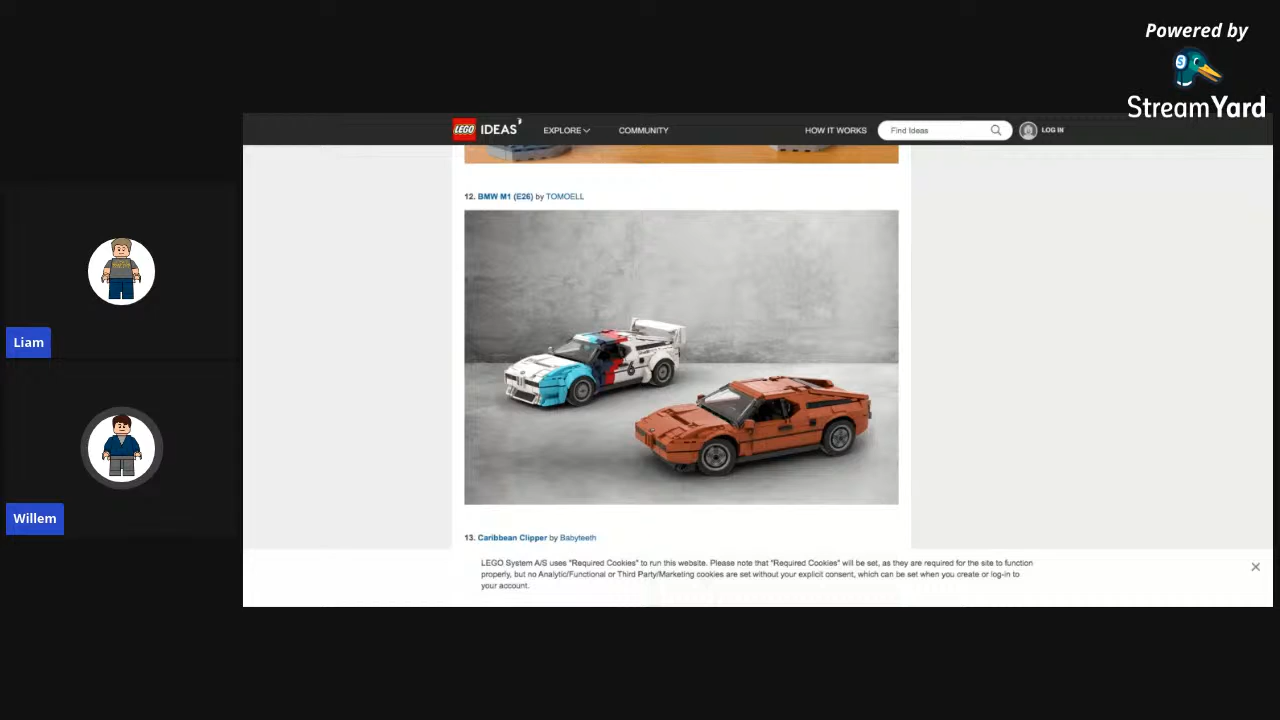 Powered by
StreamYard
LEGO IDEAS EXPLORE COMMUNITY HOW IT WORKS Find Ideas LOG IN
12. BMW M1 (E26) by TOMOELL
Liam
Willem
13. Caribbean Clipper by Babyteeth
LEGO System A/S uses "Required Cookies" to run this website. Please note that "Required Cookies" will be set, as they are required for the site to function
properly, but no Analytic/Functional or Third Party/Marketing cookies are set without your explicit consent, which can be set when you create or log-in to
your account.